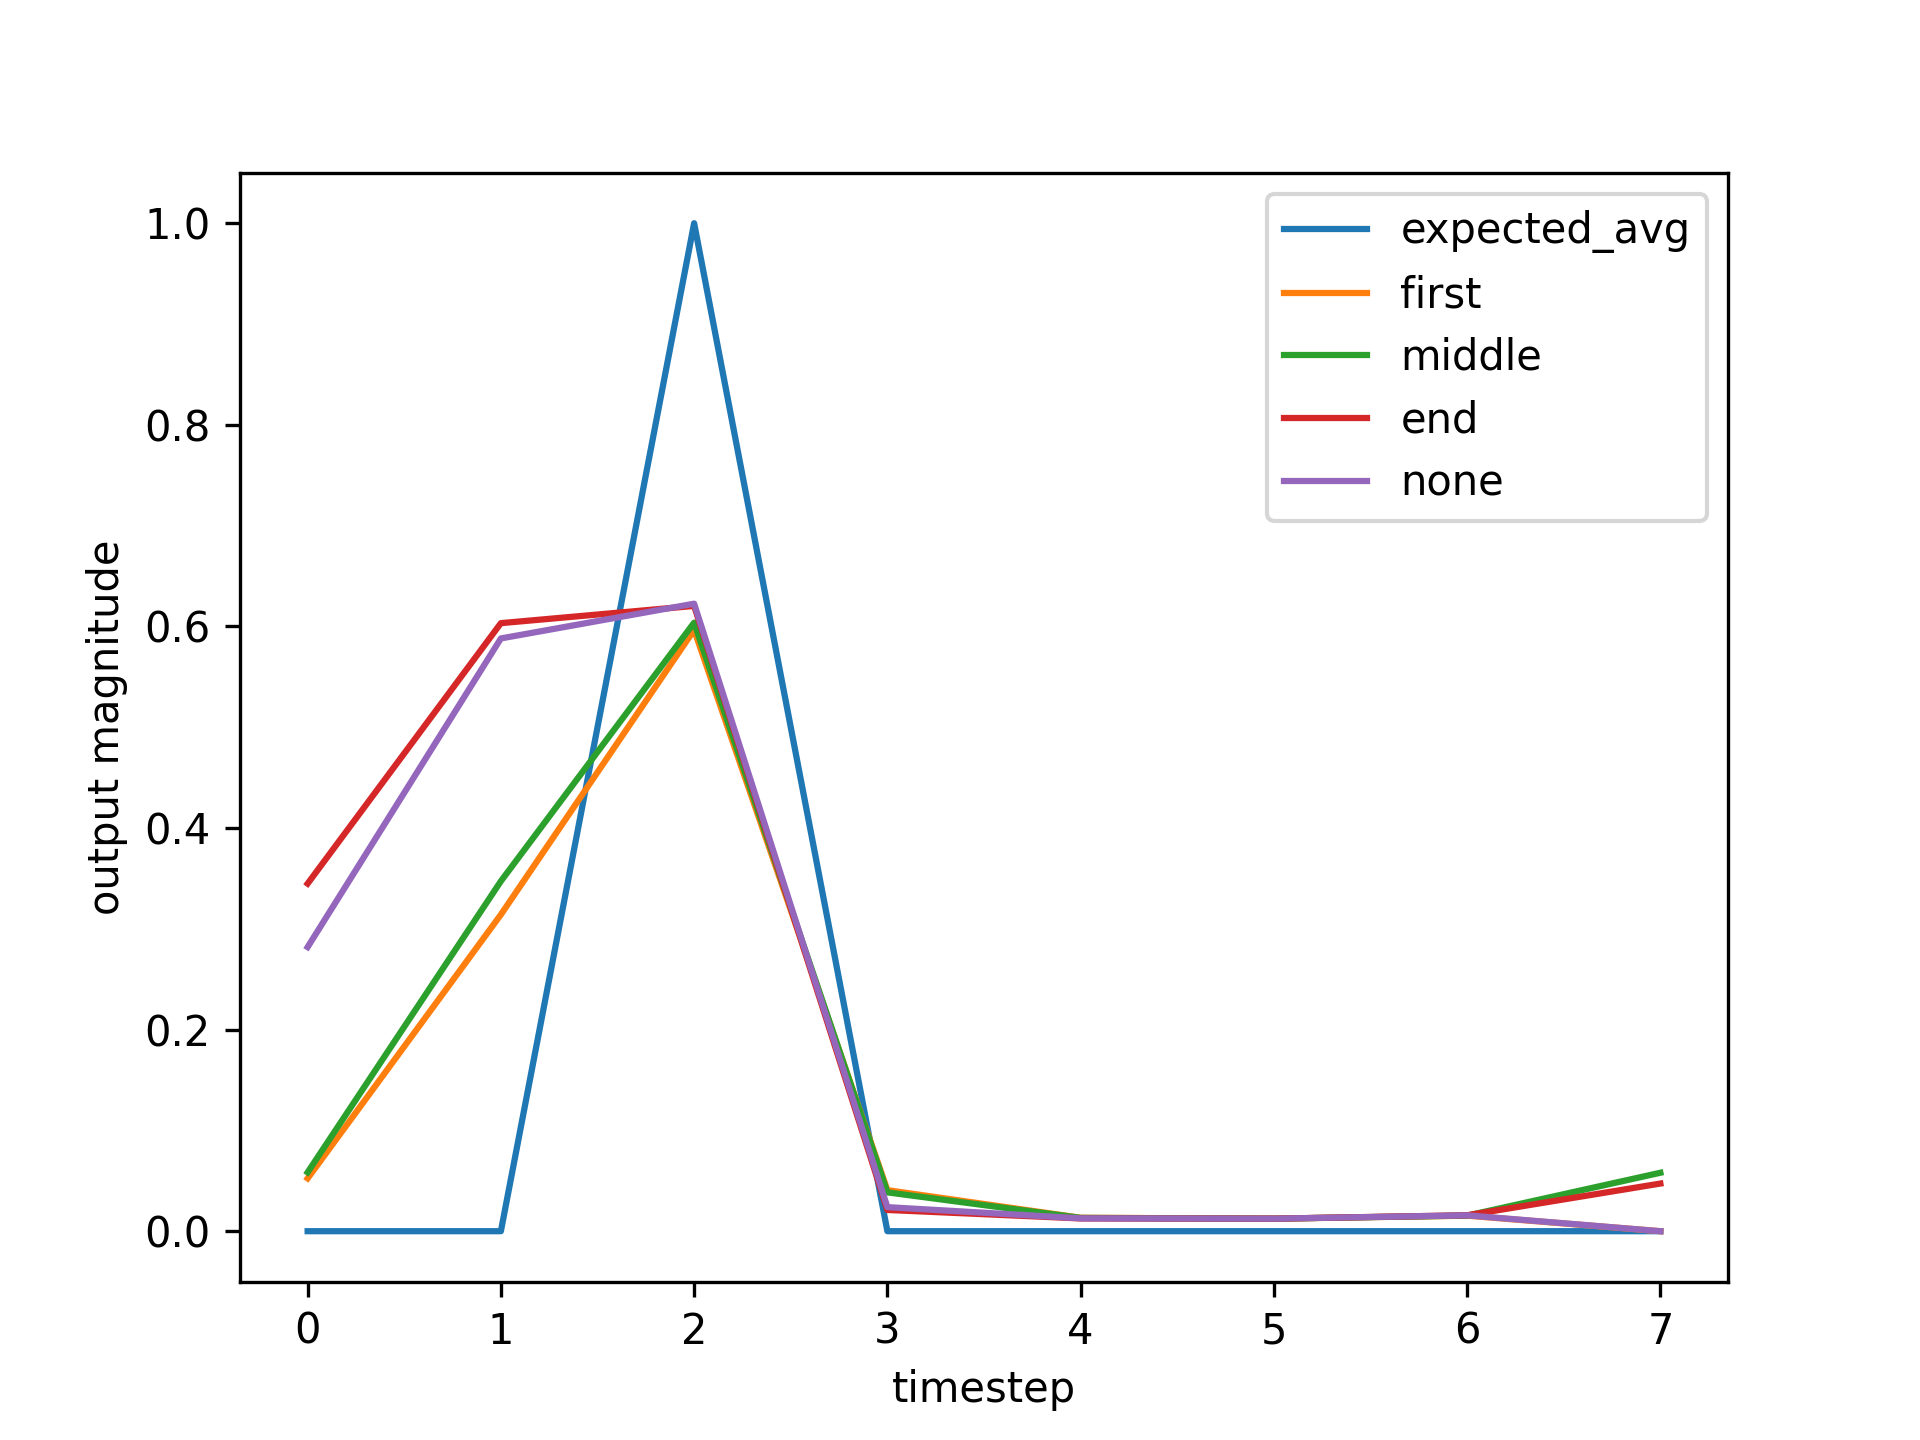 1.0
0.8
0.6
0.4
0.2
0.0
output magnitude
0 1 2 3 4 5 6 7
timestep
expected_avg
first
middle
end
none